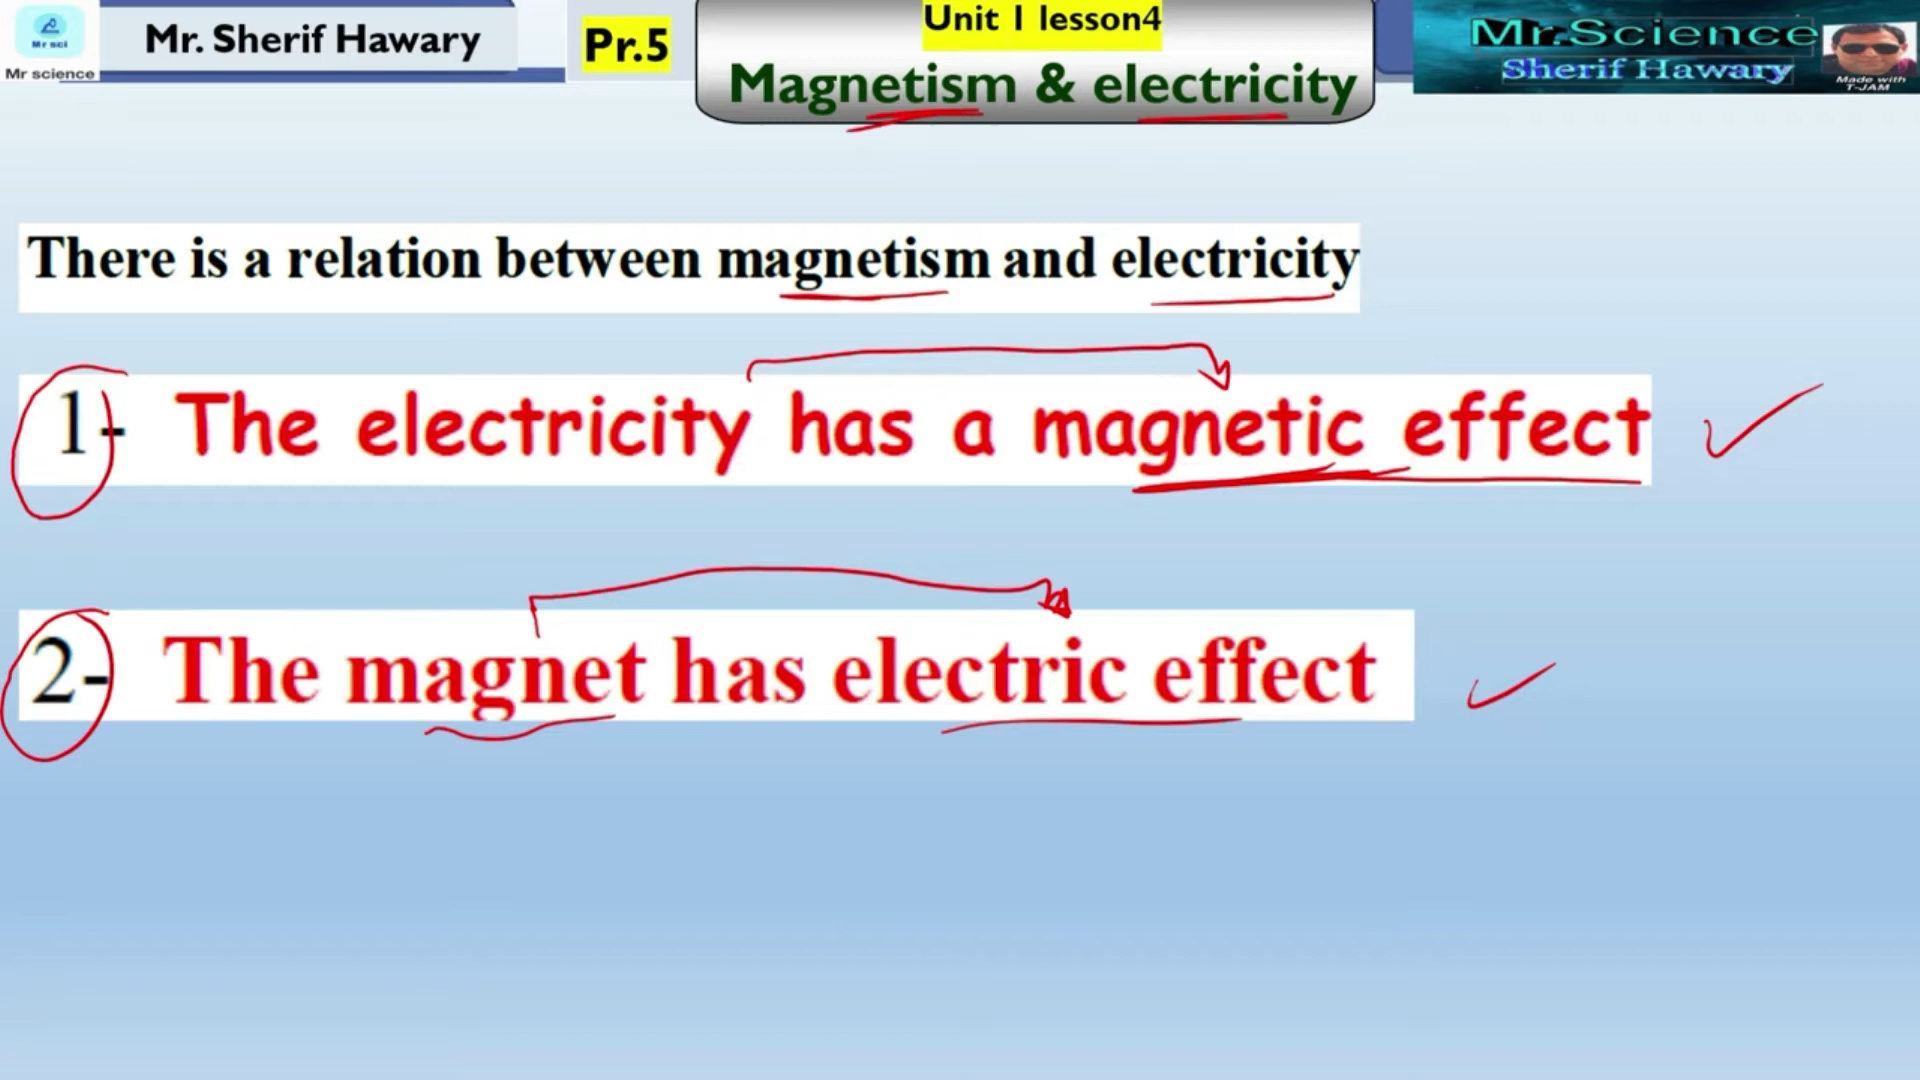 Mr sci
Mr science
Mr. Sherif Hawary
Pr.5
Unit 1 lesson4
Magnetism & electricity
Mr.Science
Sherif Hawary
Made with
T-JAM
There is a relation between magnetism and electricity
1- The electricity has a magnetic effect
2- The magnet has electric effect